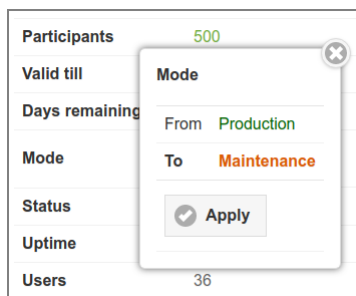 Participants 500
Valid till
Days remaining
Mode
Status
Uptime
Users 36
Mode
From Production
To Maintenance
Apply